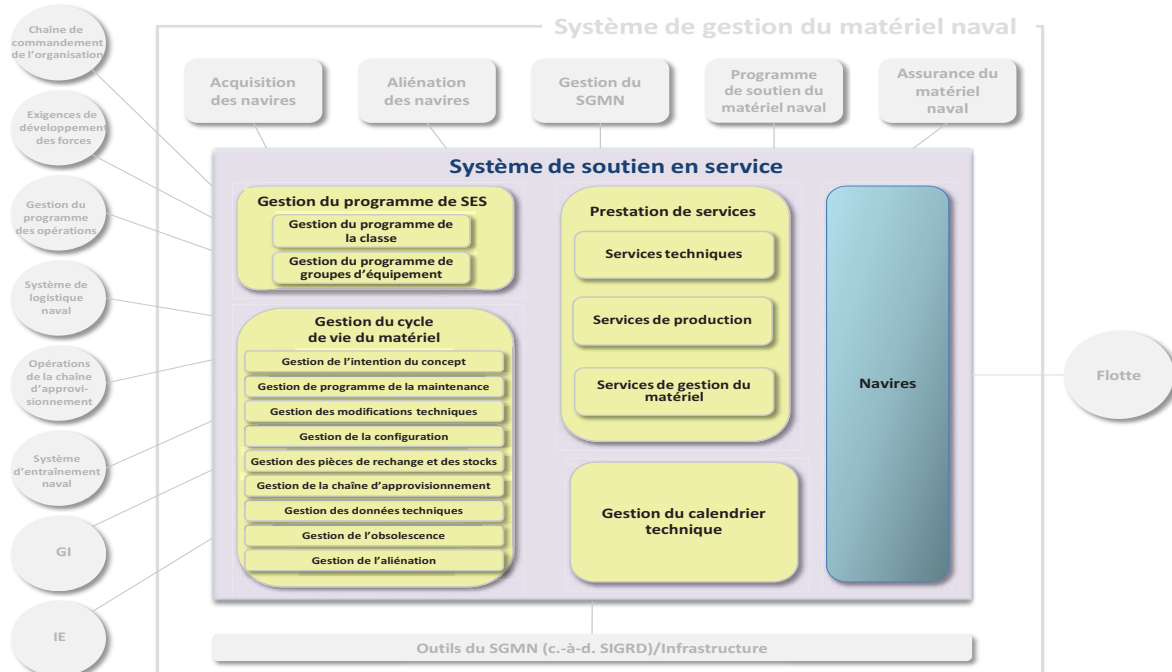 Système de gestion du matériel naval
Chaîne de
commandement
de l'organisation
Exigences de
développement
des forces
Gestion du
programme
des opérations
Système de
logistique
naval
Opérations
de la chaîne
d'approvi-
sionnement
Système
d'entraînement
naval
GI
IE
Acquisition
des navires
Aliénation
des navires
Gestion du
SGMN
Programme
de soutien du
matériel naval
Assurance du
matériel
naval
Système de soutien en service
Gestion du programme de SES
Gestion du programme de
la classe
Gestion du programme de
groupes d'équipement
Gestion du cycle
de vie du matériel
Gestion de l'intention du concept
Gestion de programme de la maintenance
Gestion des modifications techniques
Gestion de la configuration
Gestion des pièces de rechange et des stocks
Gestion de la chaîne d'approvisionnement
Gestion des données techniques
Gestion de l'obsolescence
Gestion de l'aliénation
Prestation de services
Services techniques
Services de production
Services de gestion du
matériel
Gestion du calendrier
technique
Navires
Flotte
Outils du SGMN (c.-à-d. SIGRD)/Infrastructure